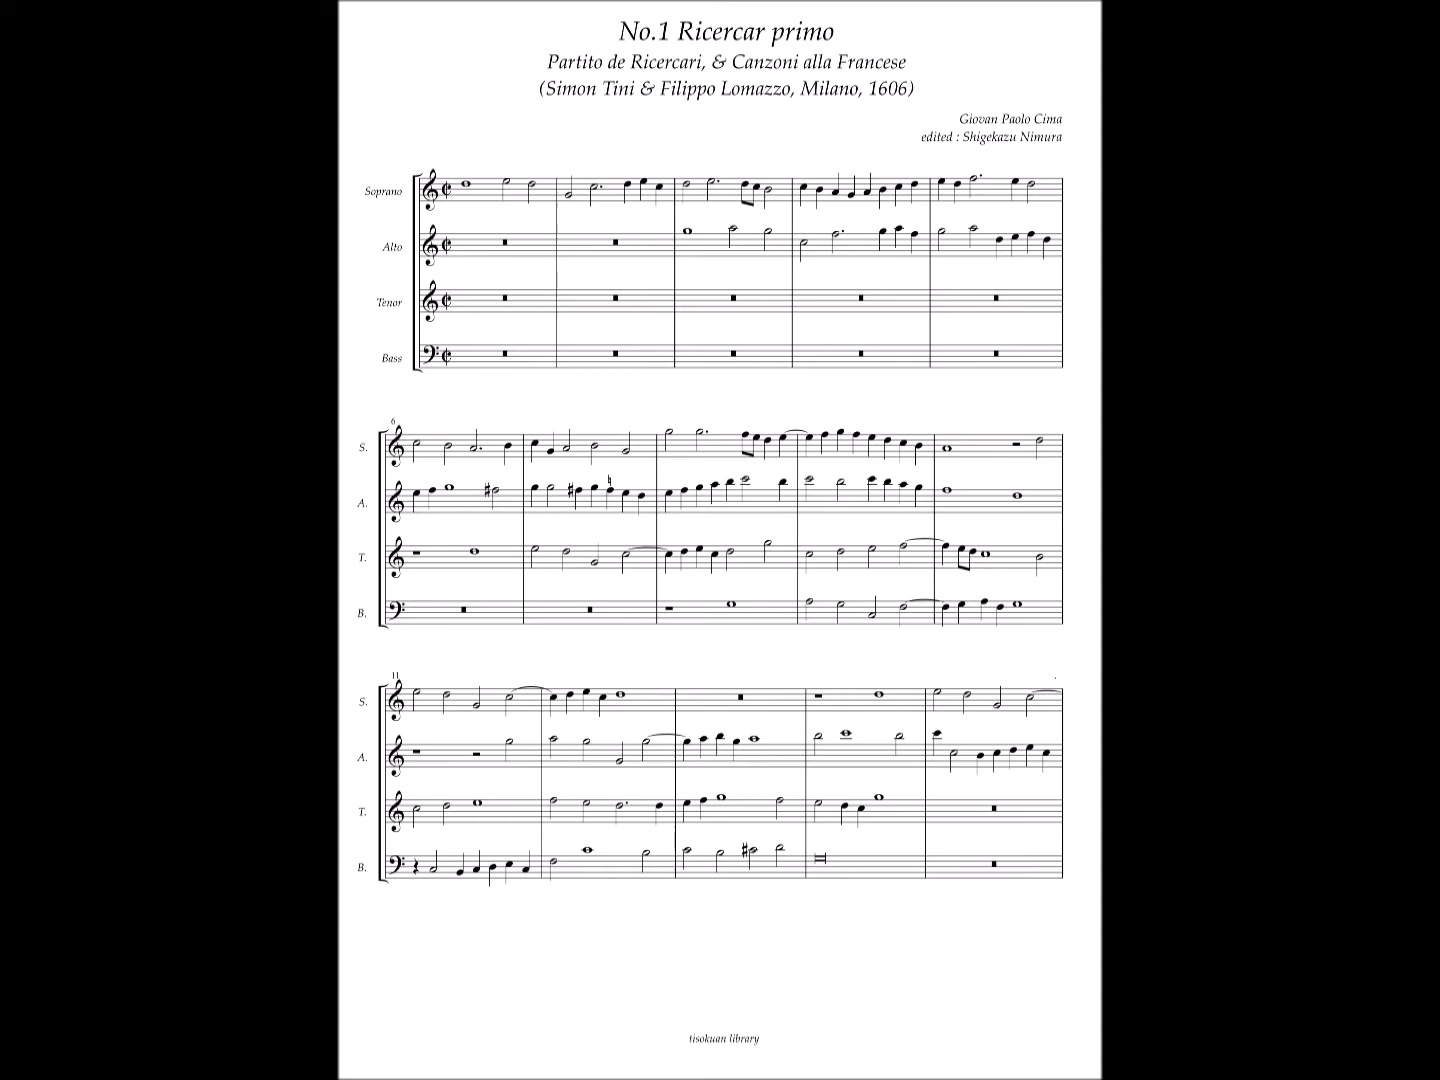 No.1 Ricercar primo
Partito de Ricercari, & Canzoni alla Francese
(Simon Tini & Filippo Lomazzo, Milano, 1606)
Giovan Paolo Cima
edited : Shigekazu Nimura
Soprano
Alto
Tenor
Bass
6
S.
A.
T.
B.
11
S.
A.
T.
B.
tisokuan library